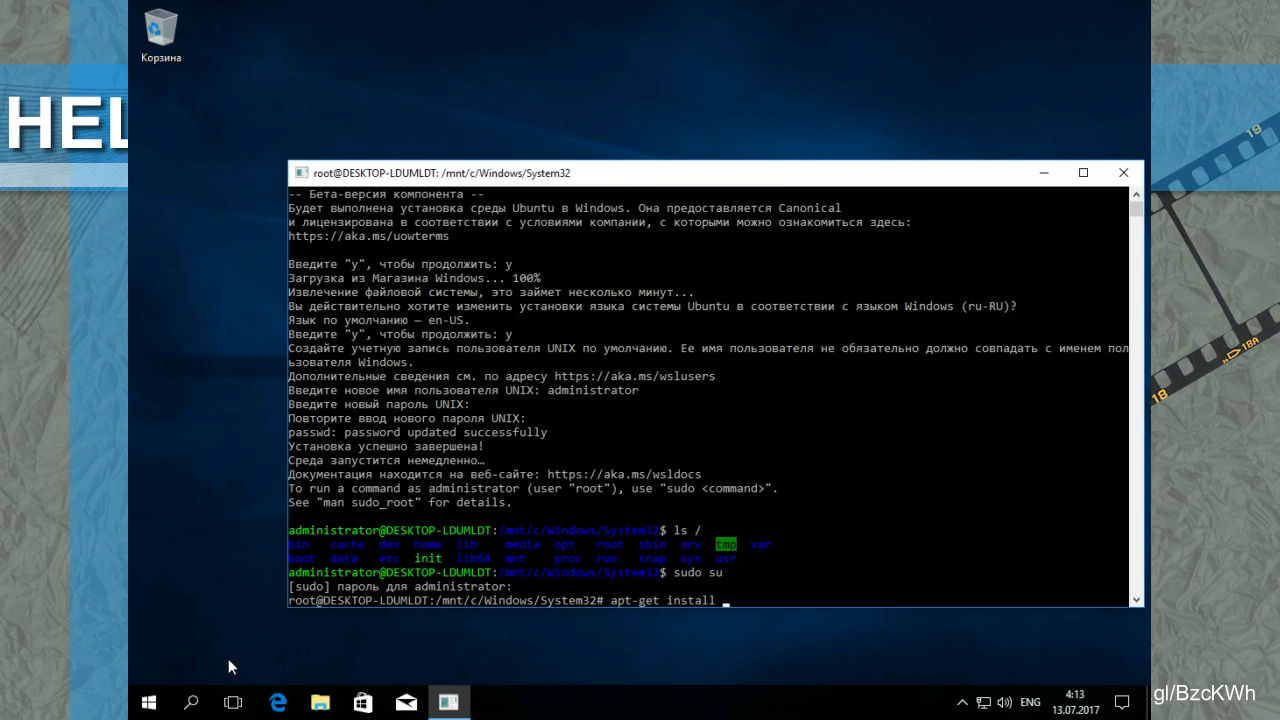 Корзина
HEL
root@DESKTOP-LDUMLDT: /mnt/c/Windows/System32
-- Бета-версия компонента --
Будет выполнена установка среды Ubuntu в Windows. Она предоставляется Canonical
и лицензирована в соответствии с условиями компании, с которыми можно ознакомиться здесь:
https://aka.ms/uowterms
Введите "y", чтобы продолжить: y
Загрузка из Магазина Windows... 100%
Извлечение файловой системы, это займет несколько минут...
Вы действительно хотите изменить установки языка системы Ubuntu в соответствии с языком Windows (ru-RU)?
Язык по умолчанию — en-US.
Введите "y", чтобы продолжить: y
Создайте учетную запись пользователя UNIX по умолчанию. Ее имя пользователя не обязательно должно совпадать с именем пол
ьзователя Windows.
Дополнительные сведения см. по адресу https://aka.ms/wslusers
Введите новое имя пользователя UNIX: administrator
Введите новый пароль UNIX:
Повторите ввод нового пароля UNIX:
passwd: password updated successfully
Установка успешно завершена!
Среда запустится немедленно…
Документация находится на веб-сайте: https://aka.ms/wsldocs
To run a command as administrator (user "root"), use "sudo <command>".
See "man sudo_root" for details.
administrator@DESKTOP-LDUMLDT:/mnt/c/Windows/System32$ ls /
bin cache dev home lib media opt root sbin srv tmp var
boot data etc init lib64 mnt proc run snap sys usr
administrator@DESKTOP-LDUMLDT:/mnt/c/Windows/System32$ sudo su
[sudo] пароль для administrator:
root@DESKTOP-LDUMLDT:/mnt/c/Windows/System32# apt-get install _
19
18A
18
ENG
4:13
13.07.2017
gl/BzcKWh